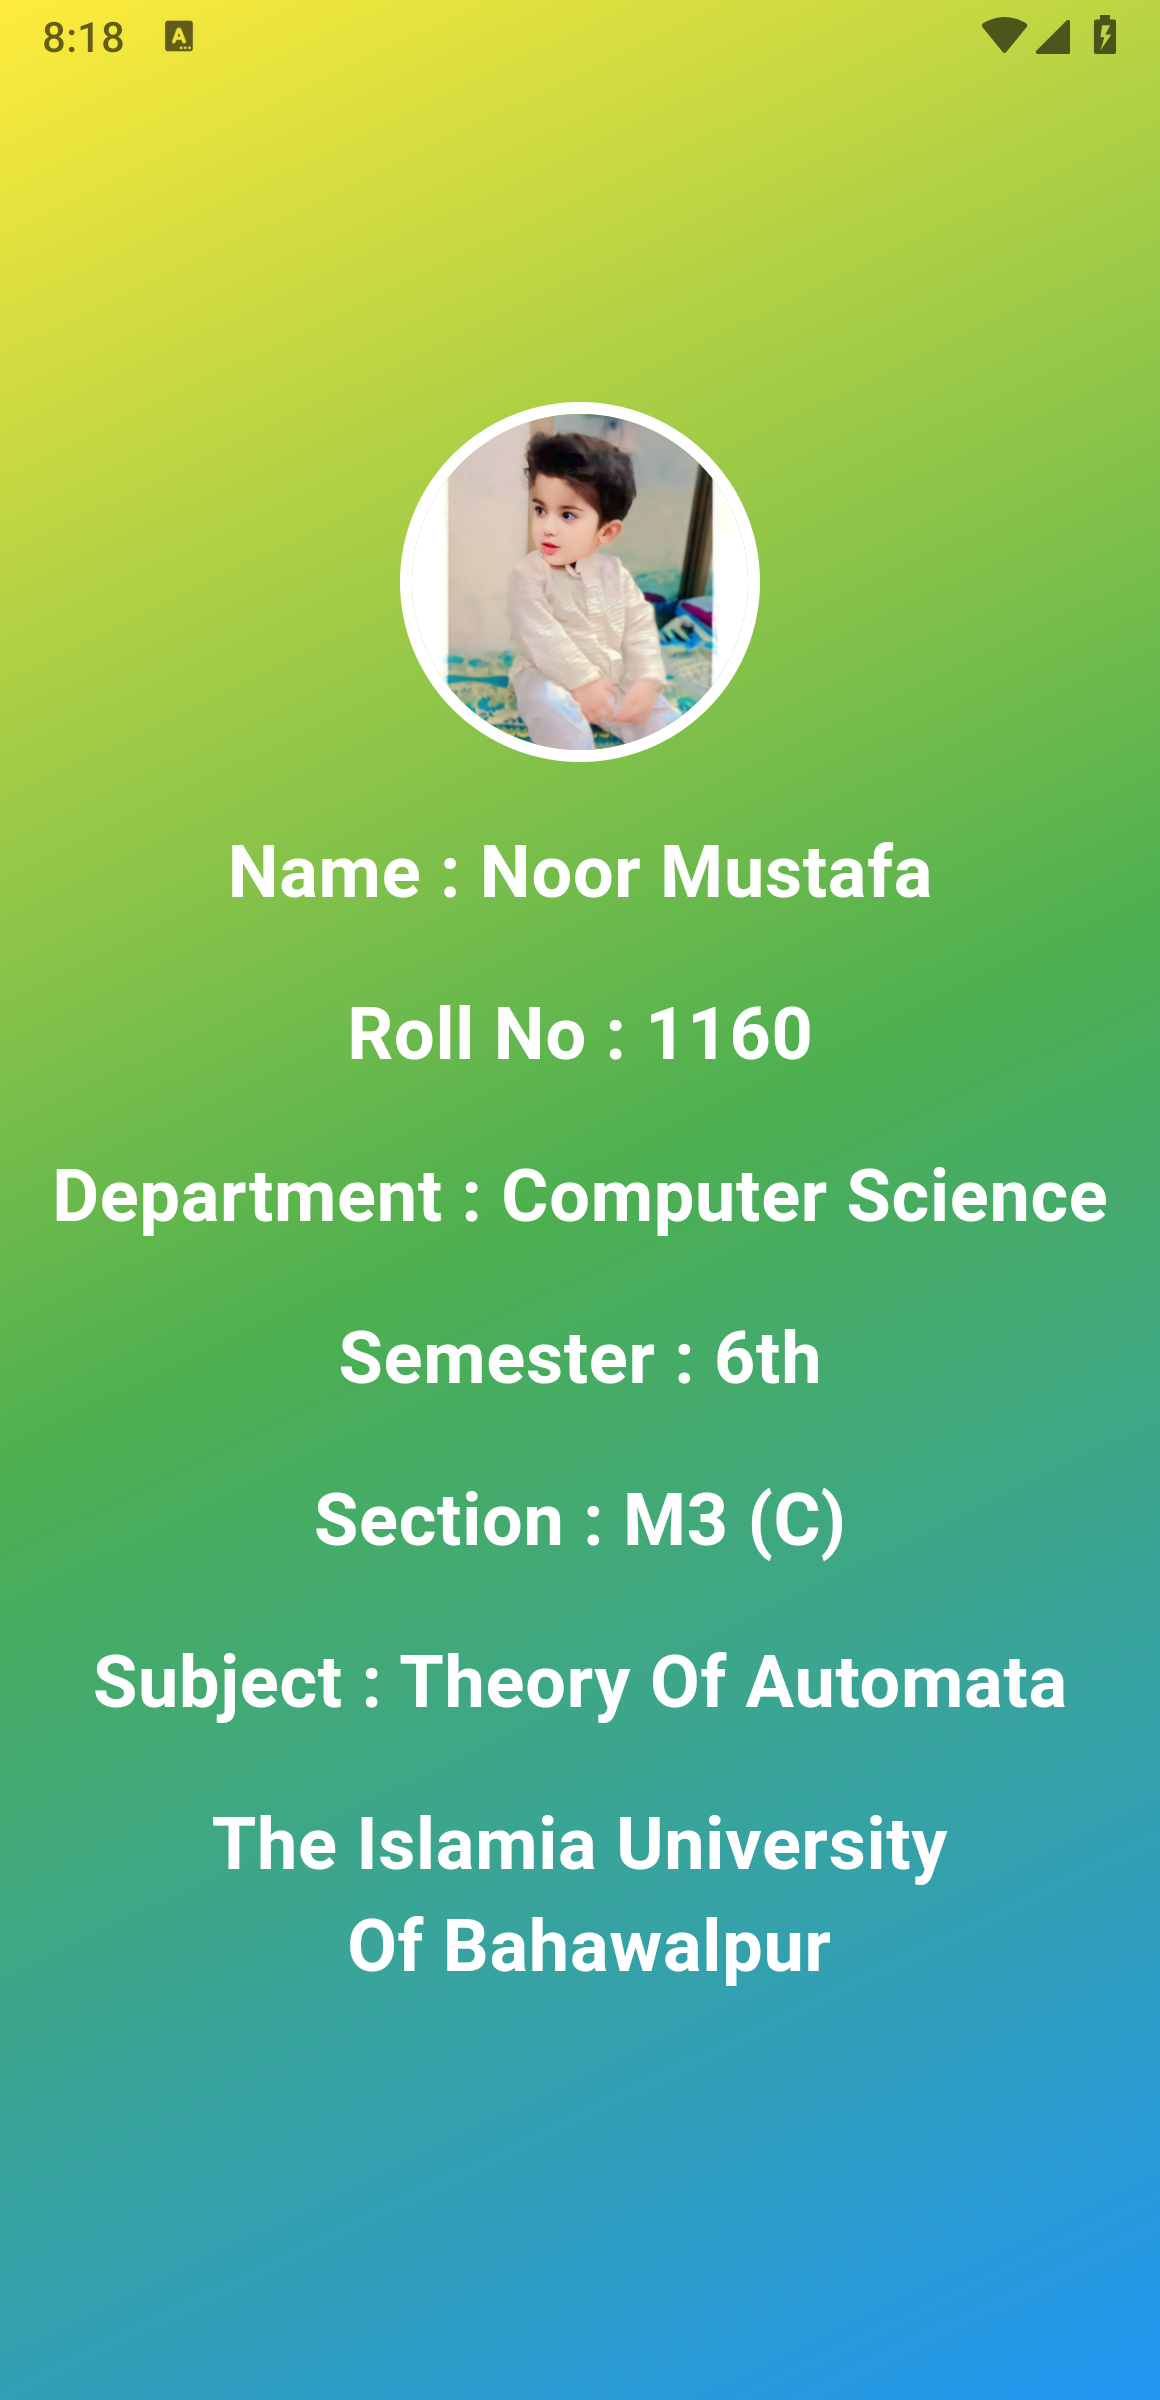 8:18
A
Name : Noor Mustafa
Roll No : 1160
Department : Computer Science
Semester : 6th
Section : M3 (C)
Subject : Theory Of Automata
The Islamia University
Of Bahawalpur